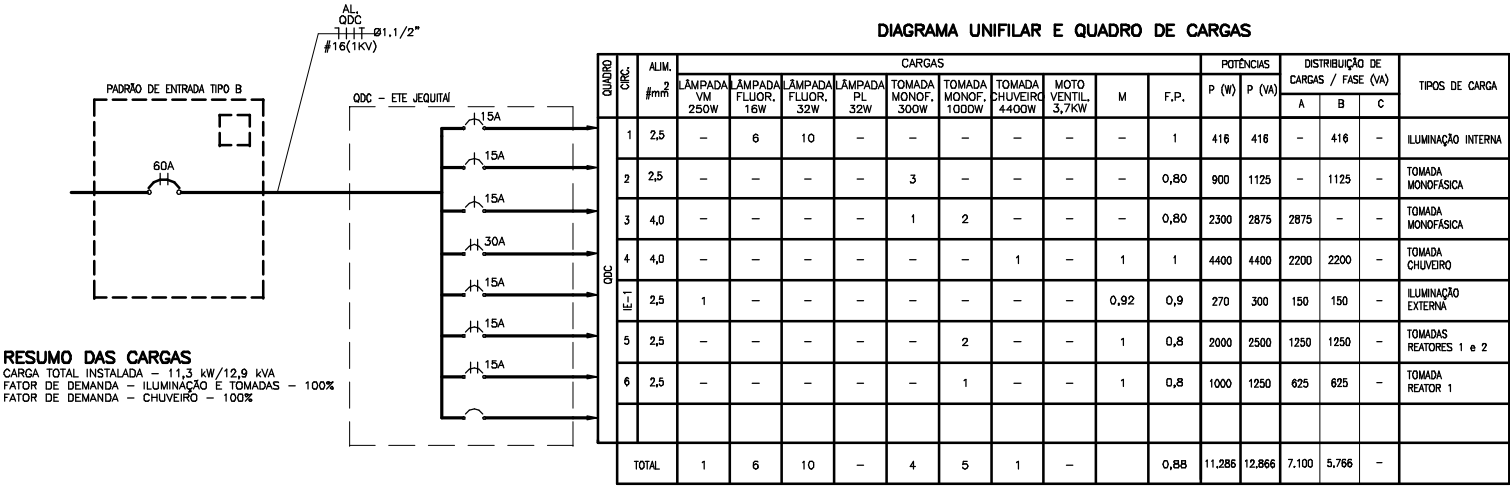 AL.
QDC
Ø1.1/2"
#16(1KV)
DIAGRAMA UNIFILAR E QUADRO DE CARGAS
PADRÃO DE ENTRADA TIPO B
60A
QDC - ETE JEQUITAÍ
15A
15A
15A
30A
15A
15A
15A
RESUMO DAS CARGAS
CARGA TOTAL INSTALADA - 11,3 kW/12,9 kVA
FATOR DE DEMANDA - ILUMINAÇÃO E TOMADAS - 100%
FATOR DE DEMANDA - CHUVEIRO - 100%
QUADRO CIRC. ALIM. #mm2 CARGAS POTÊNCIAS DISTRIBUIÇÃO DE CARGAS / FASE (VA) TIPOS DE CARGA
LÂMPADA VM 250W LÂMPADA FLUOR. 16W LÂMPADA FLUOR. 32W LÂMPADA PL 32W TOMADA MONOF. 300W TOMADA MONOF. 100DW TOMADA CHUVEIRO 4400W MOTO VENTIL. 3,7KW M F.P. P (W) P (VA) A B C
QDC
1 2,5 - 6 10 - - - - - - 1 416 416 - 416 - ILUMINAÇÃO INTERNA
2 2,5 - - - - 3 - - - - 0,80 900 1125 - 1125 - TOMADA MONOFÁSICA
3 4,0 - - - - 1 2 - - - 0,80 2300 2875 2875 - - TOMADA MONOFÁSICA
4 4,0 - - - - - - 1 - 1 1 4400 4400 2200 2200 - TOMADA CHUVEIRO
IE-1 2,5 1 - - - - - - - 0,92 0,9 270 300 150 150 - ILUMINAÇÃO EXTERNA
5 2,5 - - - - - 2 - - 1 0,8 2000 2500 1250 1250 - TOMADAS REATORES 1 e 2
6 2,5 - - - - - 1 - - 1 0,8 1000 1250 625 625 - TOMADA REATOR 1
TOTAL 1 6 10 - 4 5 1 - 0,88 11.286 12.866 7.100 5.766 -